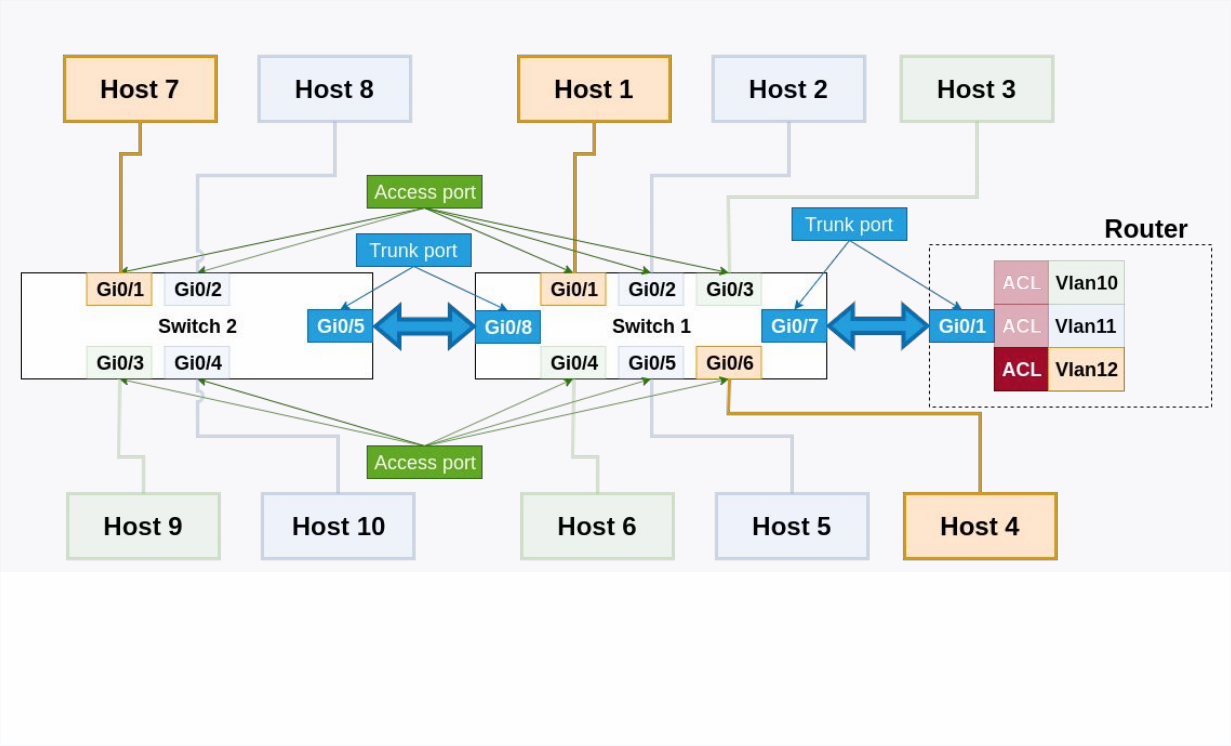 Host 7
Host 8
Host 1
Host 2
Host 3
Access port
Trunk port
Trunk port
Router
Gi0/1
Gi0/2
Gi0/5
Switch 2
Gi0/3
Gi0/4
Gi0/1
Gi0/2
Gi0/3
Gi0/8
Switch 1
Gi0/7
Gi0/4
Gi0/5
Gi0/6
Gi0/1
ACL Vlan10
ACL Vlan11
ACL Vlan12
Access port
Host 9
Host 10
Host 6
Host 5
Host 4